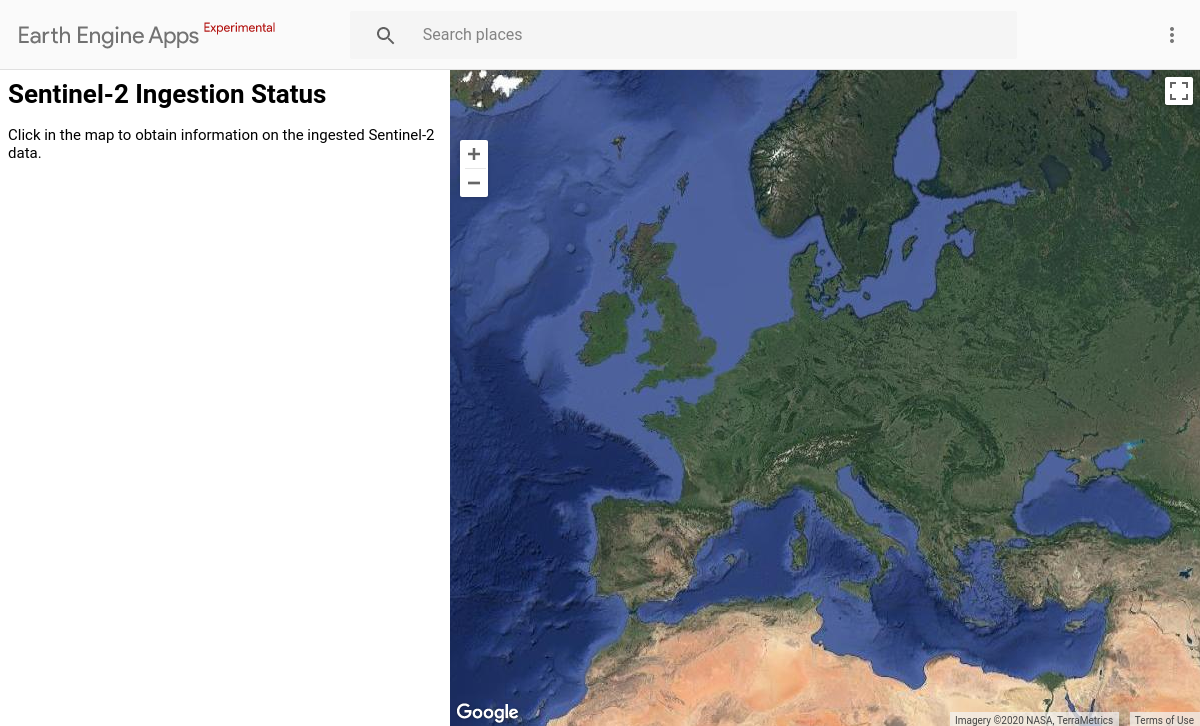 Earth Engine Apps Experimental
Search places
Sentinel-2 Ingestion Status
Click in the map to obtain information on the ingested Sentinel-2
data.
+
−
Google
Imagery ©2020 NASA, TerraMetrics
Terms of Use